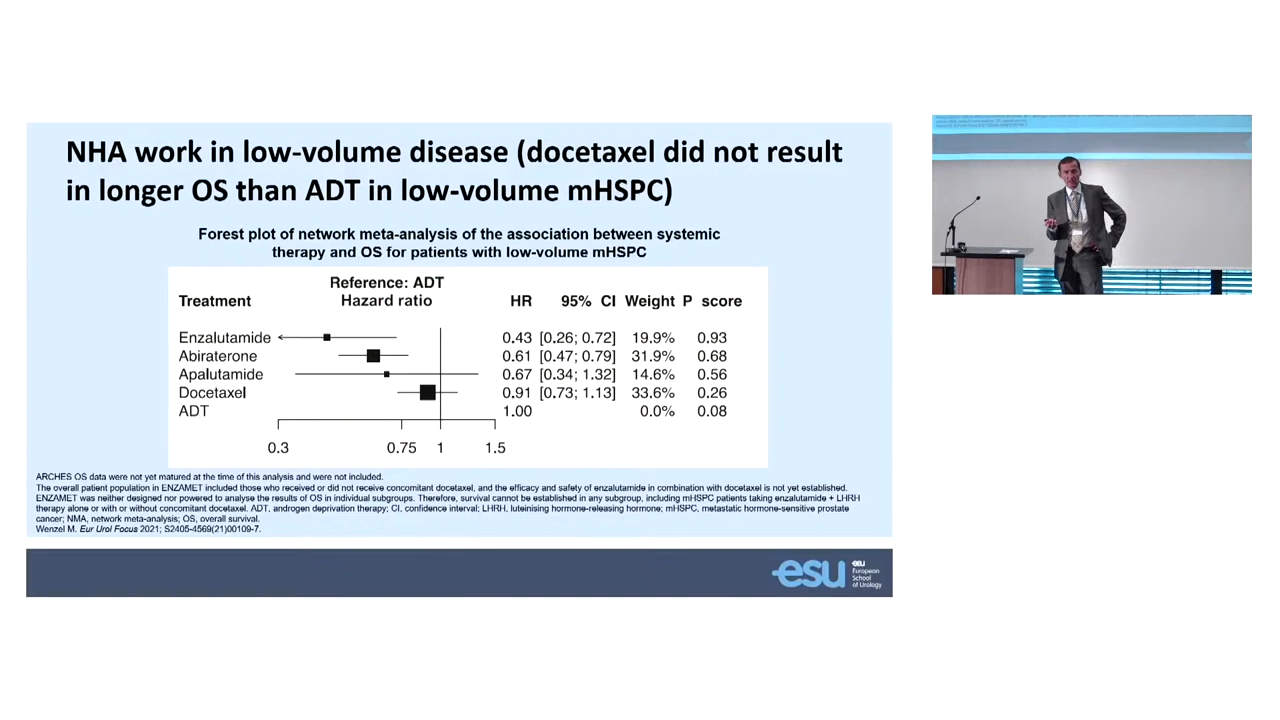 NHA work in low-volume disease (docetaxel did not result
in longer OS than ADT in low-volume mHSPC)
Forest plot of network meta-analysis of the association between systemic
therapy and OS for patients with low-volume mHSPC
Reference: ADT
Treatment Hazard ratio HR 95% CI Weight P score
Enzalutamide 0.43 [0.26; 0.72] 19.9% 0.93
Abiraterone 0.61 [0.47; 0.79] 31.9% 0.68
Apalutamide 0.67 [0.34; 1.32] 14.6% 0.56
Docetaxel 0.91 [0.73; 1.13] 33.6% 0.26
ADT 1.00 0.0% 0.08
0.3 0.75 1 1.5
ARCHES OS data were not yet matured at the time of this analysis and were not included.
The overall patient population in ENZAMET included those who received or did not receive concomitant docetaxel, and the efficacy and safety of enzalutamide in combination with docetaxel is not yet established.
ENZAMET was neither designed nor powered to analyse the results of OS in individual subgroups. Therefore, survival cannot be established in any subgroup, including mHSPC patients taking enzalutamide + LHRH
therapy alone or with or without concomitant docetaxel. ADT, androgen deprivation therapy; CI, confidence interval; LHRH, luteinising hormone-releasing hormone; mHSPC, metastatic hormone-sensitive prostate
cancer; NMA, network meta-analysis; OS, overall survival.
Wenzel M. Eur Urol Focus 2021; S2405-4569(21)00109-7.
esu
eau
European
School
of Urology